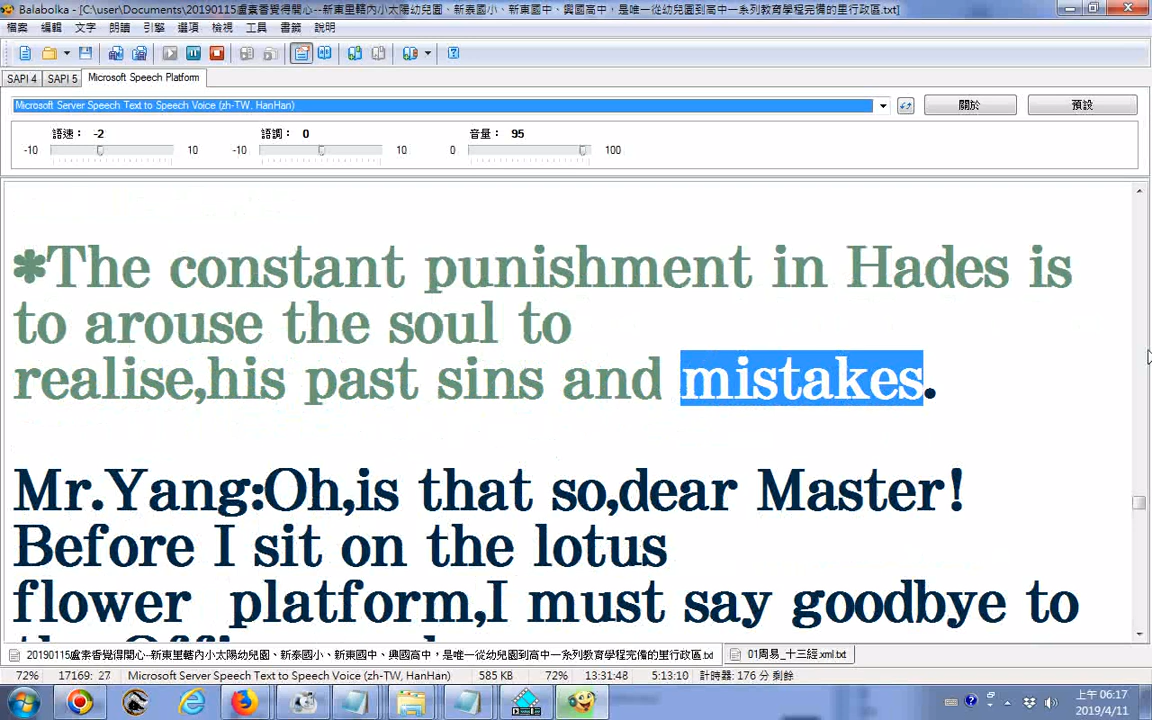 Balabolka - [C:\user\Documents\20190115盧素香覺得開心--新東里轄內小太陽幼兒園、新泰國小、新東國中、興國高中，是唯一從幼兒園到高中一系列教育學程完備的里行政區.txt]
檔案 編輯 文字 朗讀 引擎 選項 檢視 工具 書籤 說明
SAPI 4 SAPI 5 Microsoft Speech Platform
Microsoft Server Speech Text to Speech Voice (zh-TW, HanHan) 關於 預設
語速： -2 語調： 0 音量： 95
-10 10 -10 10 0 100
*The constant punishment in Hades is
to arouse the soul to
realise,his past sins and mistakes.
Mr.Yang:Oh,is that so,dear Master!
Before I sit on the lotus
flower platform,I must say goodbye to
20190115盧素香覺得開心--新東里轄內小太陽幼兒園、新泰國小、新東國中、興國高中，是唯一從幼兒園到高中一系列教育學程完備的里行政區.txt 01周易_十三經.xml.txt
72% 17169: 27 Microsoft Server Speech Text to Speech Voice (zh-TW, HanHan) 585 KB 72% 13:31:48 5:13:10 計時器: 176 分 剩餘
上午 06:17
2019/4/11